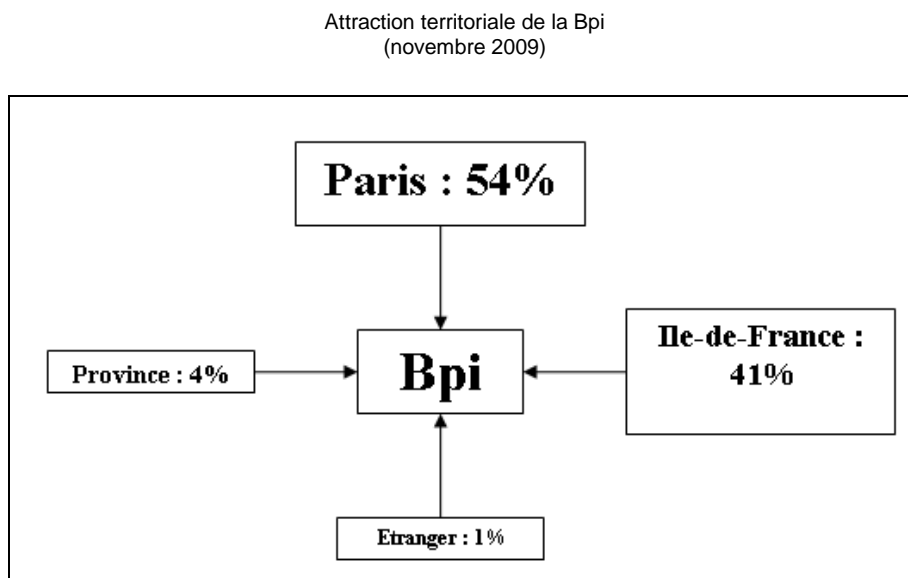 Attraction territoriale de la Bpi
(novembre 2009)
Paris : 54%
Ile-de-France :
41%
Province : 4%
Bpi
Etranger : 1%